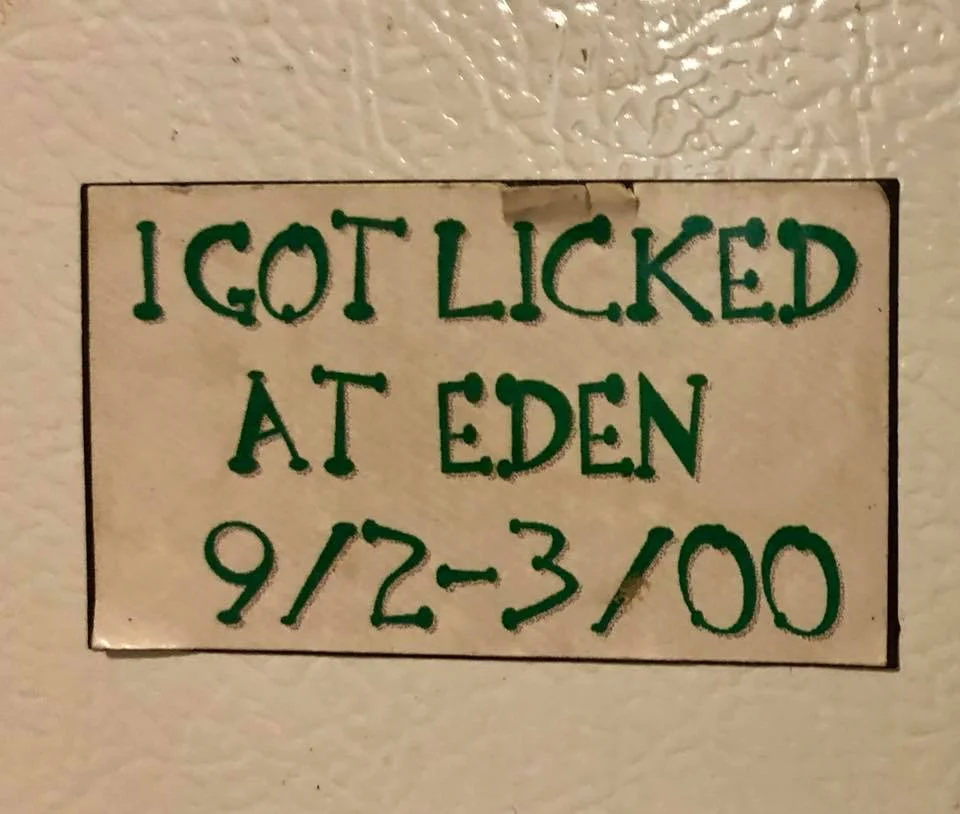 I GOT LICKED
AT EDEN
9/2-3/00